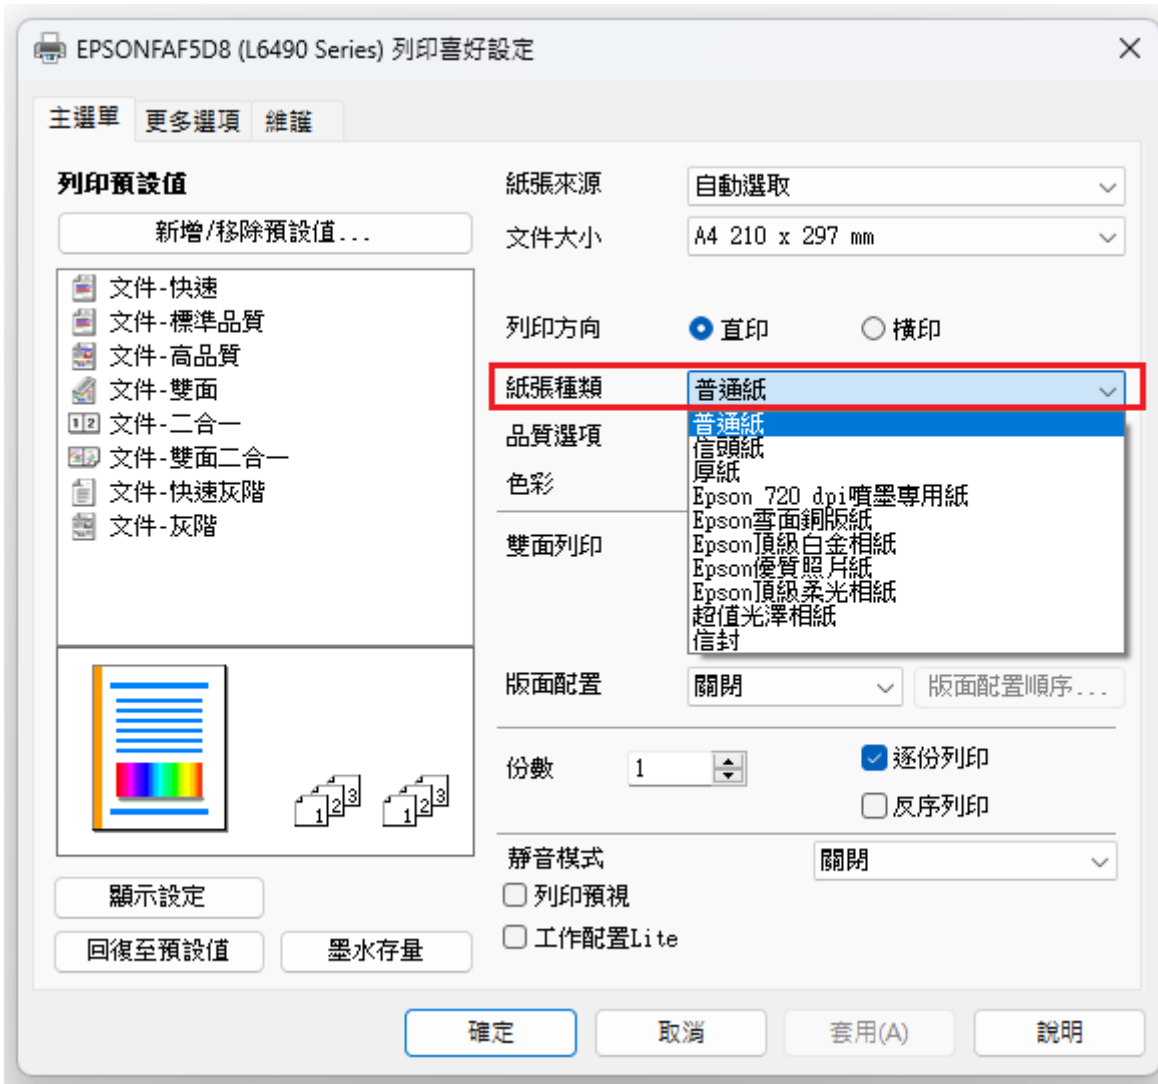 EPSONFAF5D8 (L6490 Series) 列印喜好設定
主選單 更多選項 維護
列印預設值
新增/移除預設值...
文件-快速
文件-標準品質
文件-高品質
文件-雙面
文件-二合一
文件-雙面二合一
文件-快速灰階
文件-灰階
1 2 3 1 2 3
顯示設定
回復至預設值 墨水存量
紙張來源 自動選取
文件大小 A4 210 x 297 mm
列印方向 直印 橫印
紙張種類 普通紙
普通紙
信頭紙
厚紙
Epson 720 dpi噴墨專用紙
Epson雪面銅版紙
Epson頂級白金相紙
Epson優質照片紙
Epson頂級柔光相紙
超值光澤相紙
信封
品質選項
色彩
雙面列印
版面配置 關閉 版面配置順序...
份數 1 逐份列印
反序列印
靜音模式 關閉
列印預視
工作配置Lite
確定 取消 套用(A) 說明